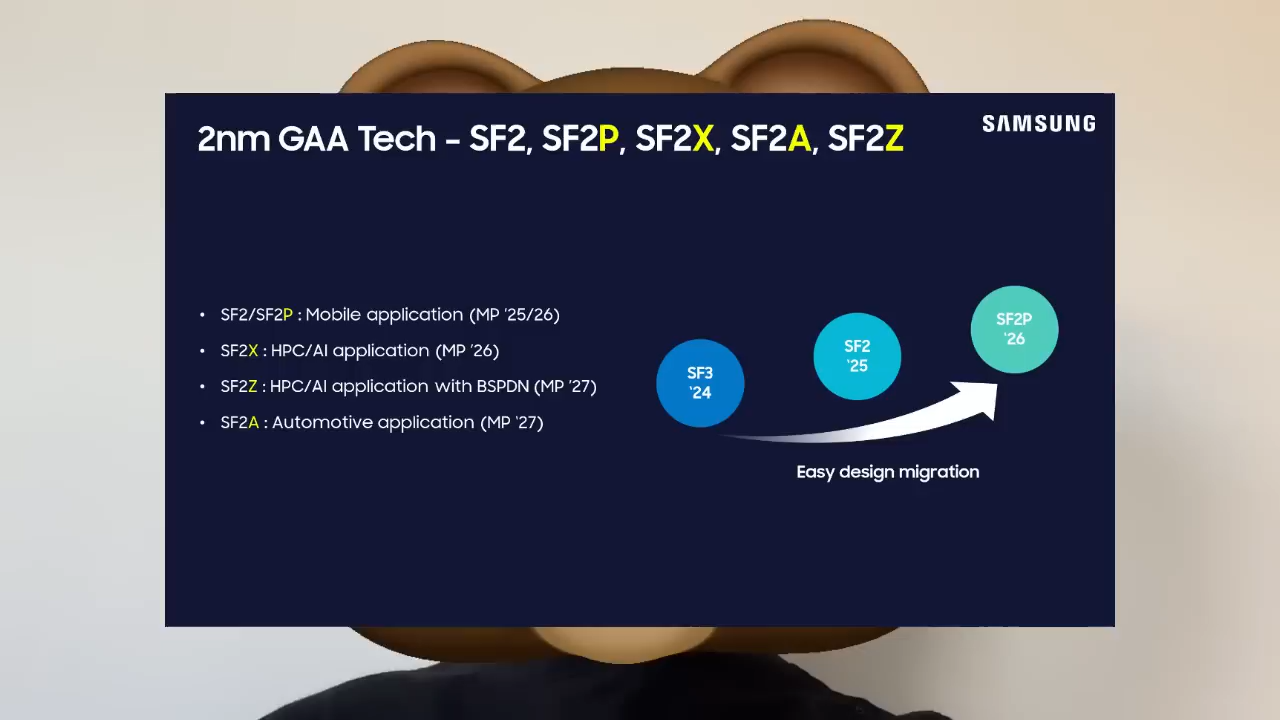 2nm GAA Tech – SF2, SF2P, SF2X, SF2A, SF2Z
SAMSUNG
• SF2/SF2P : Mobile application (MP '25/26)
• SF2X : HPC/AI application (MP '26)
• SF2Z : HPC/AI application with BSPDN (MP '27)
• SF2A : Automotive application (MP '27)
SF3
'24
SF2
'25
SF2P
'26
Easy design migration